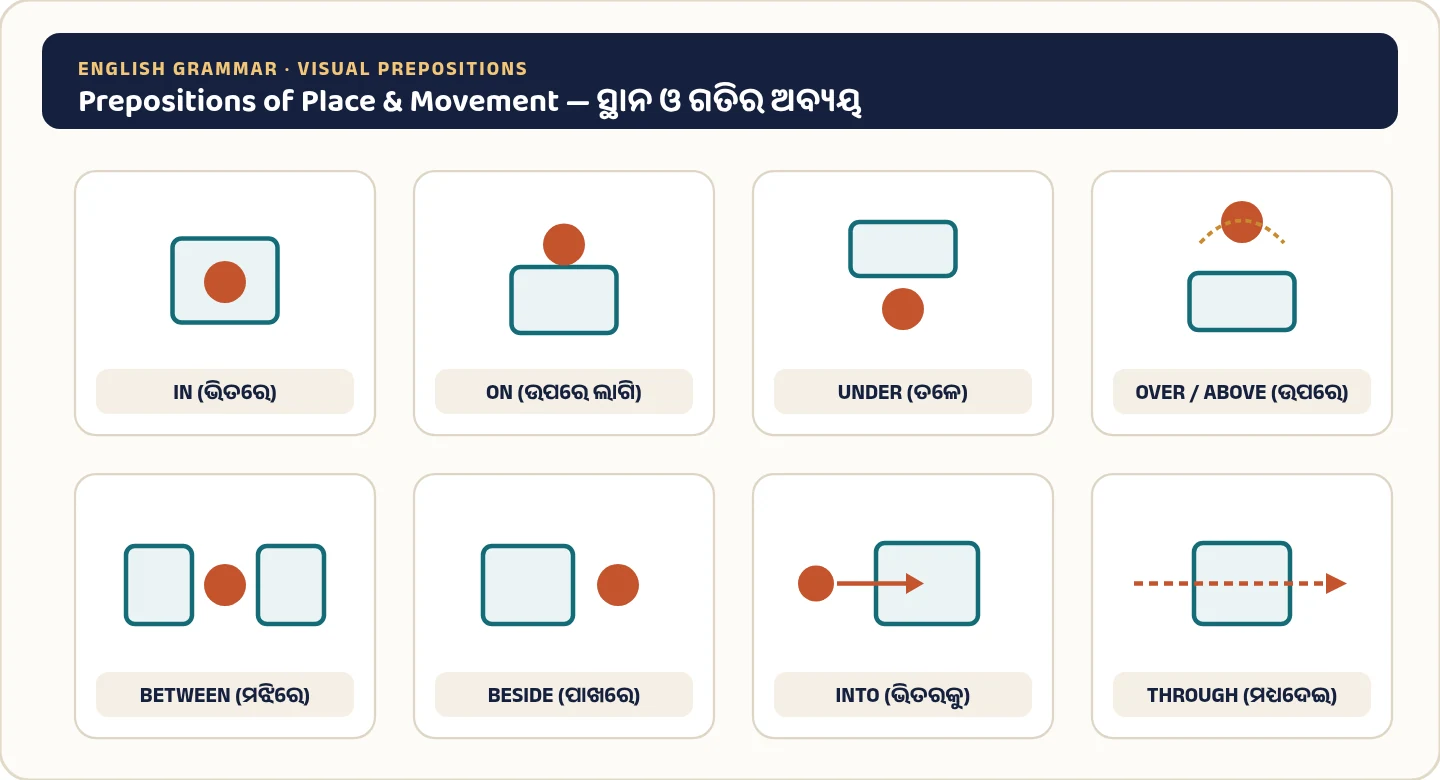 ENGLISH GRAMMAR · VISUAL PREPOSITIONS
Prepositions of Place & Movement — ସ୍ଥାନ ଓ ଗତିର ଅବ୍ୟୟ
IN (ଭିତରେ)
ON (ଉପରେ ଲାଗି)
UNDER (ତଳେ)
OVER / ABOVE (ଉପରେ)
BETWEEN (ମଝିରେ)
BESIDE (ପାଖରେ)
INTO (ଭିତରକୁ)
THROUGH (ମଧ୍ୟଦେଇ)